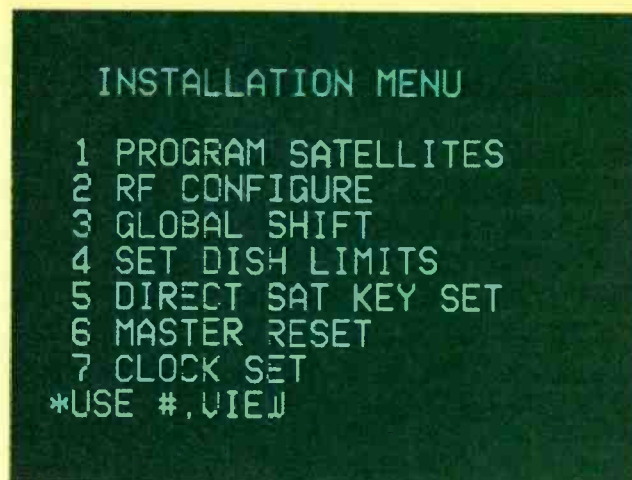 INSTALLATION MENU
1 PROGRAM SATELLITES
2 RF CONFIGURE
3 GLOBAL SHIFT
4 SET DISH LIMITS
5 DIRECT SAT KEY SET
6 MASTER RESET
7 CLOCK SET
*USE #,VIEW